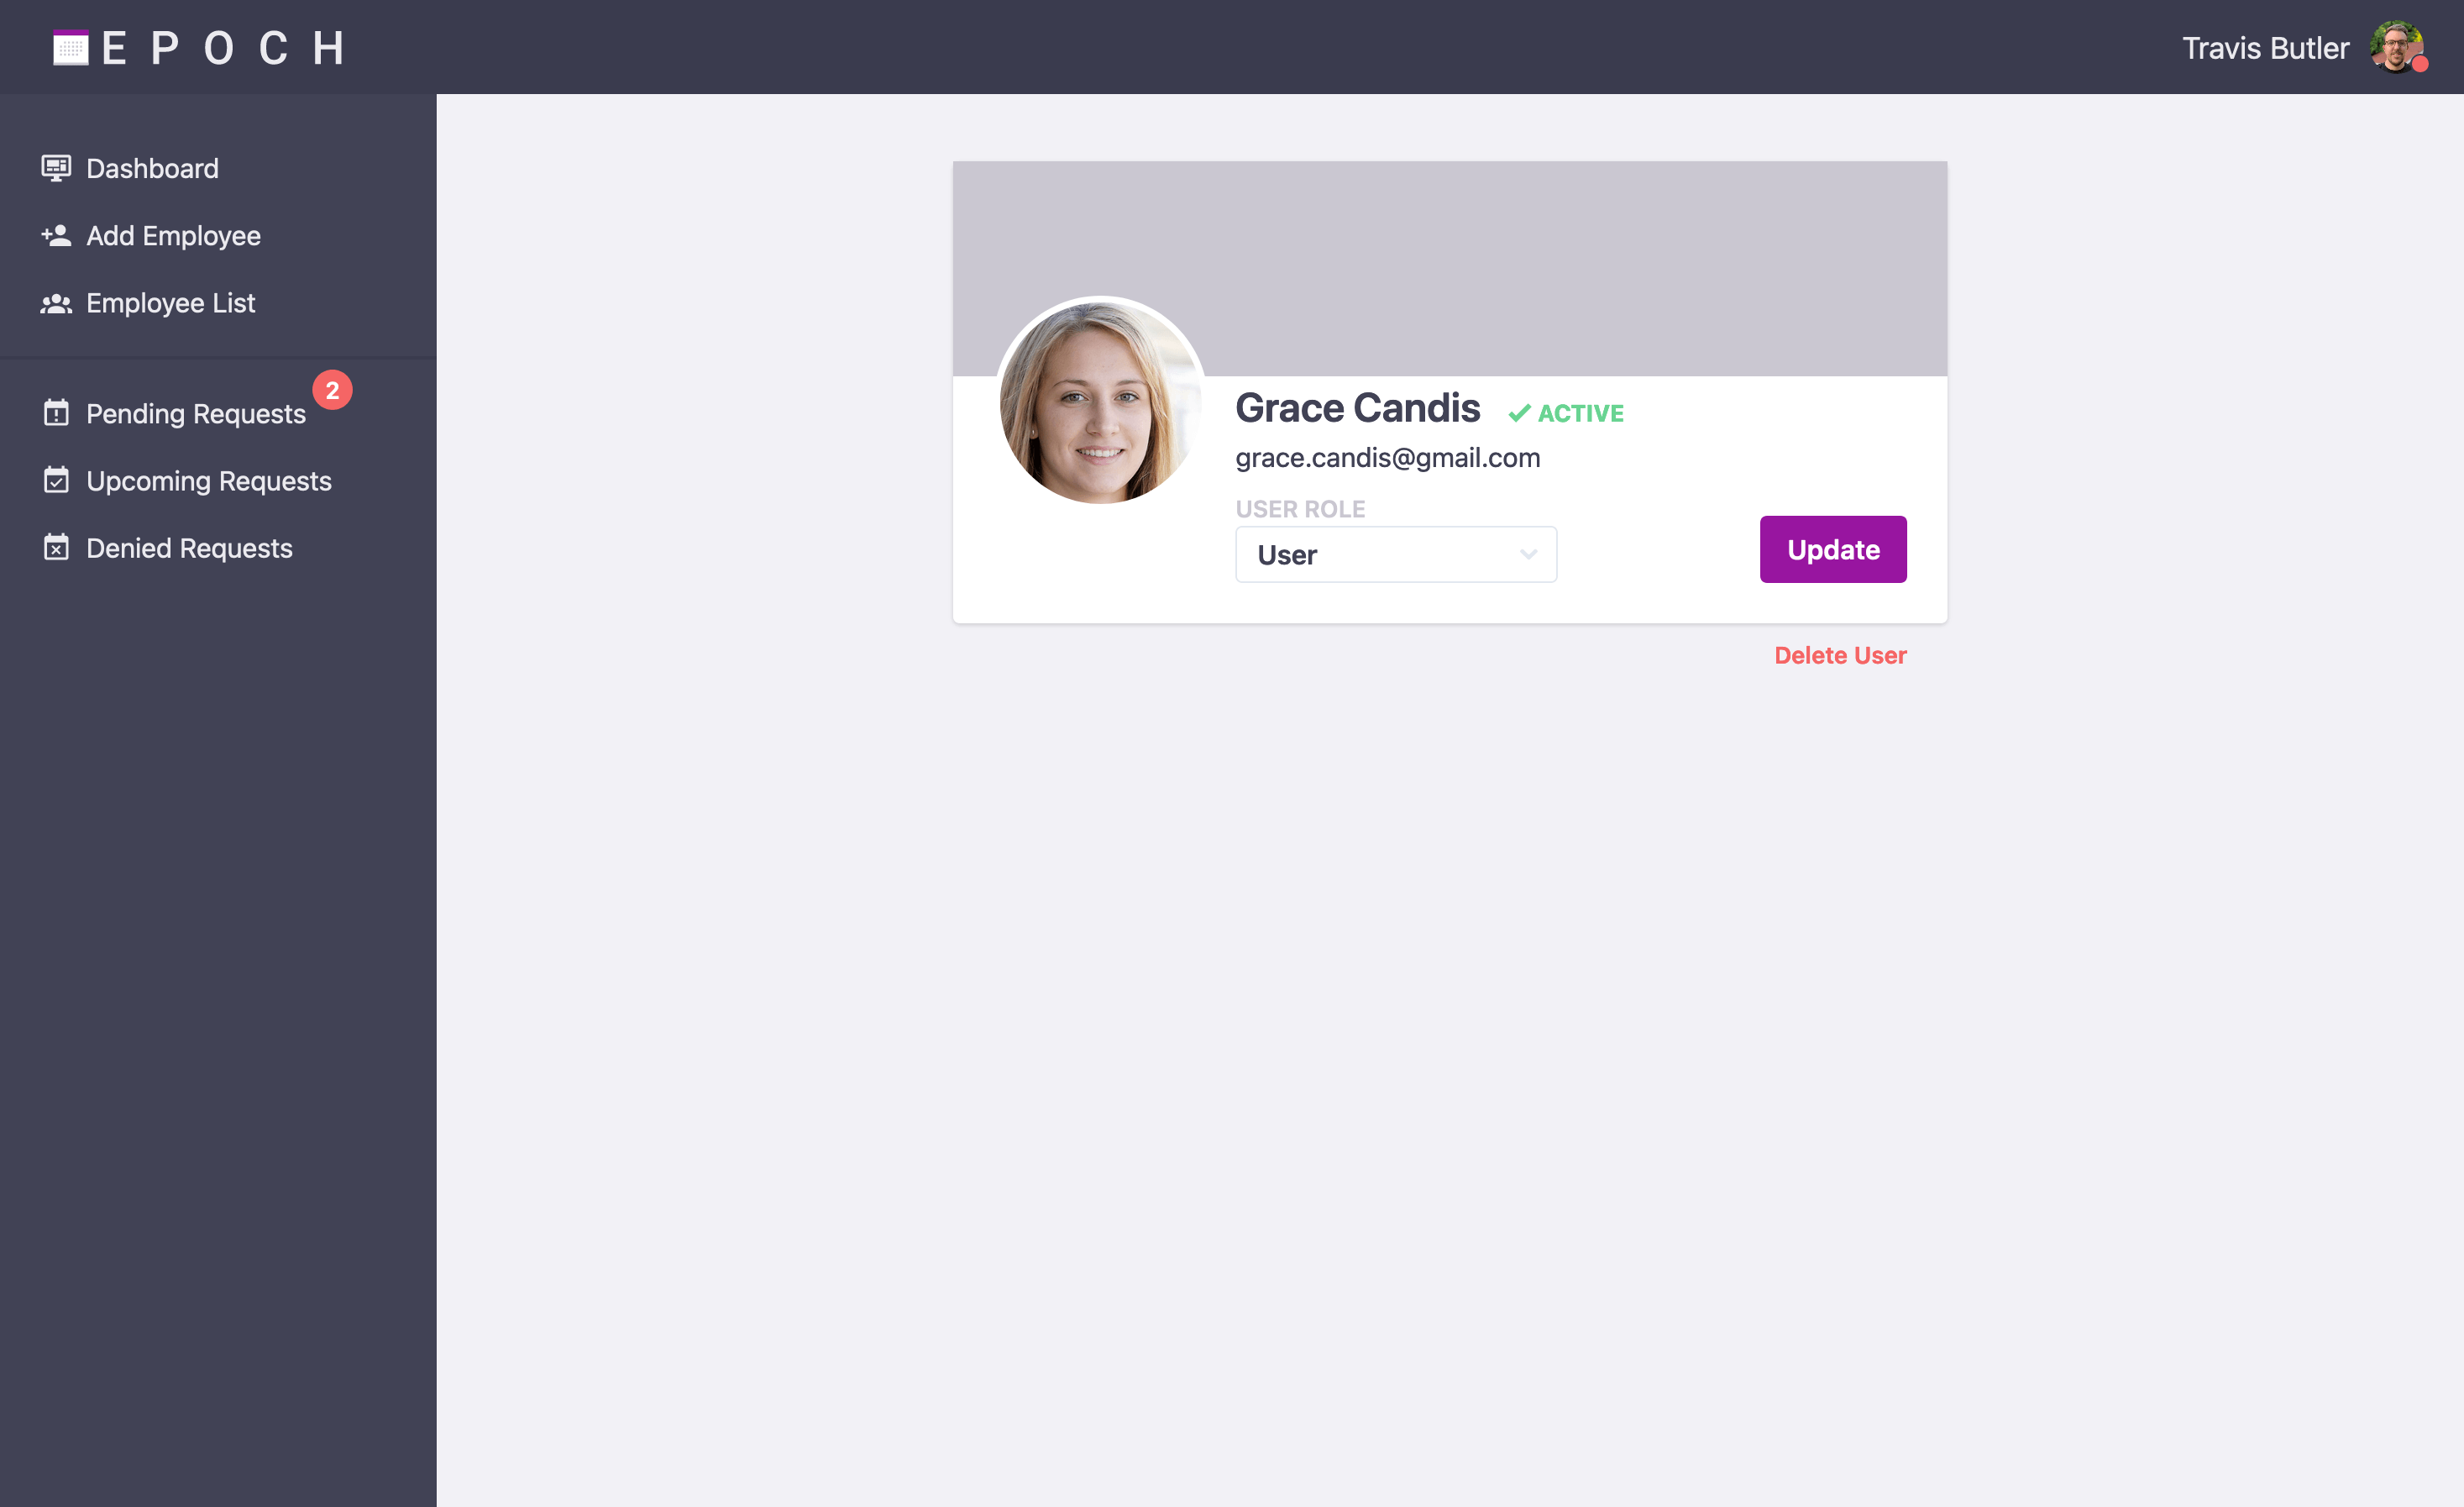 E P O C H
Travis Butler
Dashboard
Add Employee
Employee List
Pending Requests
2
Upcoming Requests
Denied Requests
Grace Candis
ACTIVE
grace.candis@gmail.com
USER ROLE
User
Update
Delete User